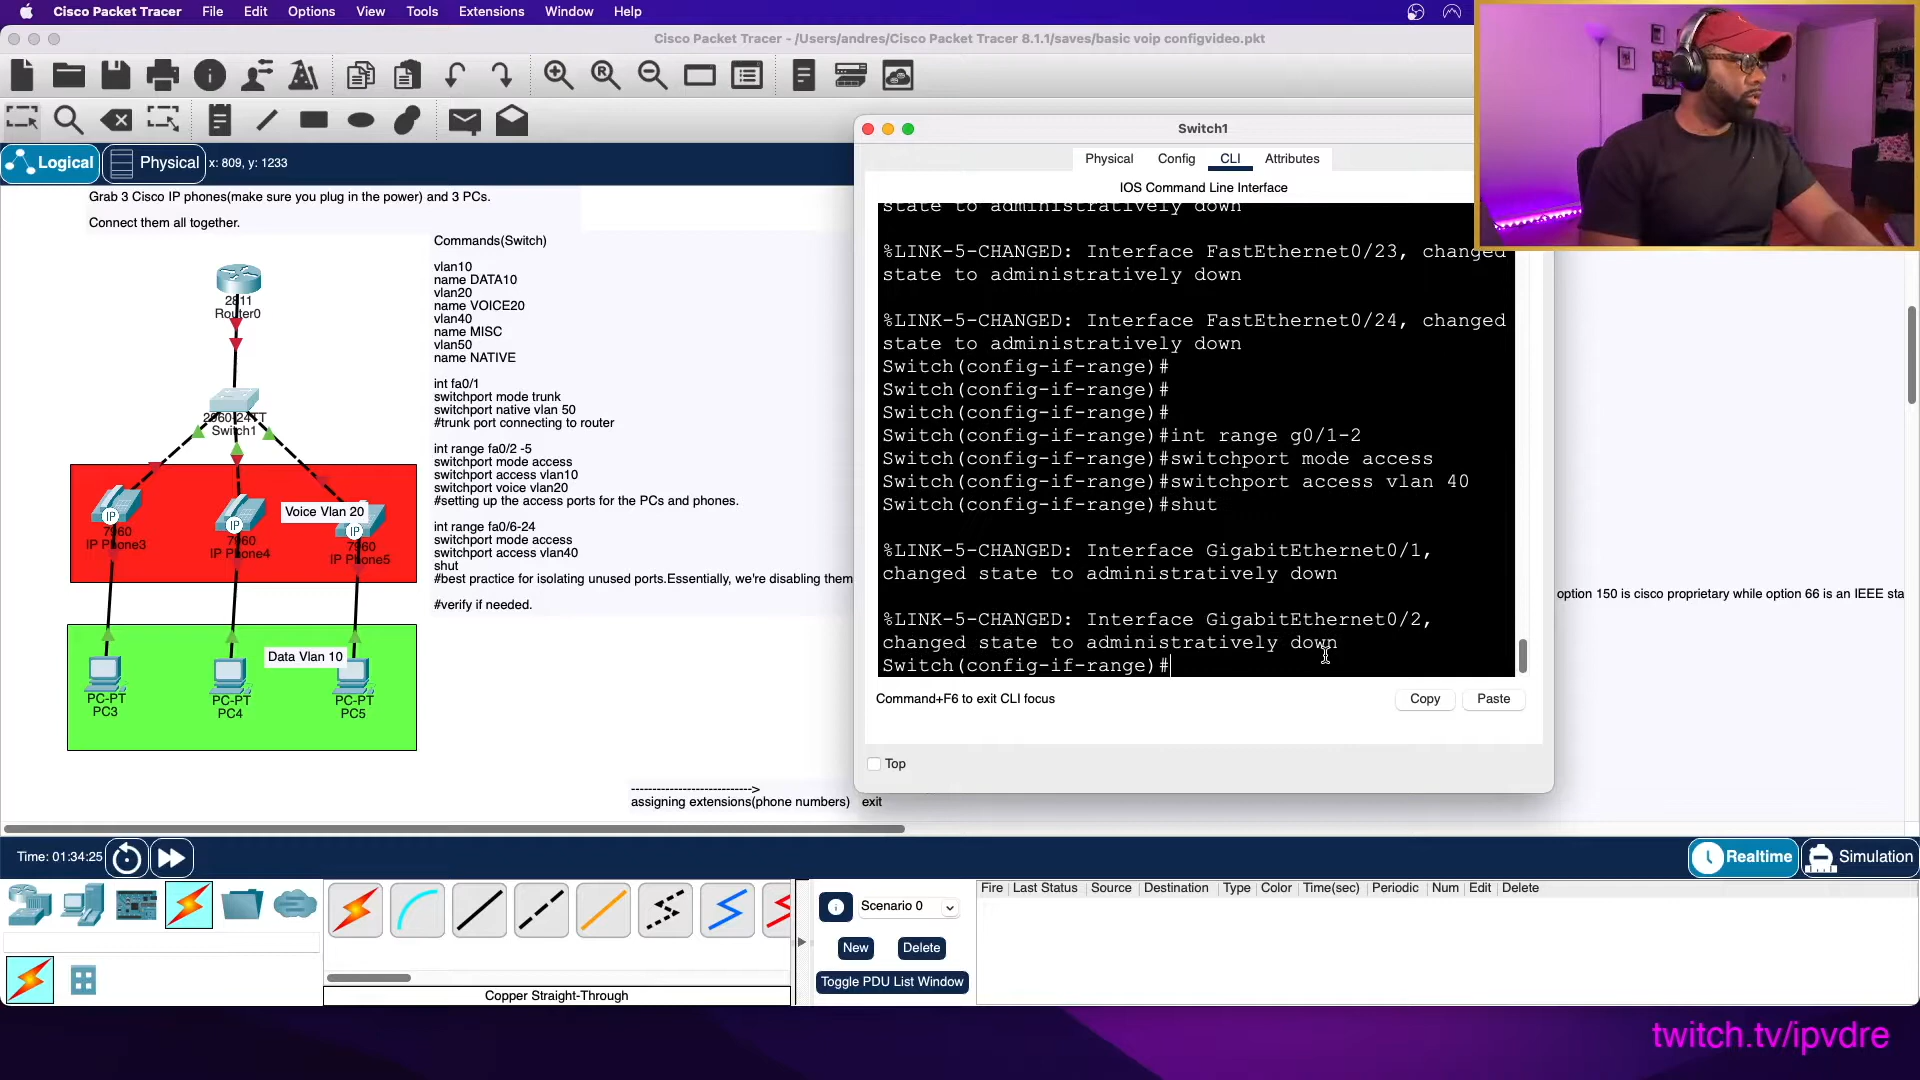 Cisco Packet Tracer File Edit Options View Tools Extensions Window Help
Cisco Packet Tracer - /Users/andres/Cisco Packet Tracer 8.1.1/saves/basic voip configvideo.pkt
Logical Physical x: 809, y: 1233
Grab 3 Cisco IP phones(make sure you plug in the power) and 3 PCs.
Connect them all together.
2811
Router0
2960-24TT
Switch1
Voice Vlan 20
IP
7960
IP Phone3
IP
7960
IP Phone4
IP
7960
IP Phone5
Data Vlan 10
PC-PT
PC3
PC-PT
PC4
PC-PT
PC5
Commands(Switch)
vlan10
name DATA10
vlan20
name VOICE20
vlan40
name MISC
vlan50
name NATIVE
int fa0/1
switchport mode trunk
switchport native vlan 50
#trunk port connecting to router
int range fa0/2 -5
switchport mode access
switchport access vlan10
switchport voice vlan20
#setting up the access ports for the PCs and phones.
int range fa0/6-24
switchport mode access
switchport access vlan40
shut
#best practice for isolating unused ports.Essentially, we're disabling them
#verify if needed.
---------------------------->
assigning extensions(phone numbers) exit
Switch1
Physical Config CLI Attributes
IOS Command Line Interface
state to administratively down
%LINK-5-CHANGED: Interface FastEthernet0/23, changed
state to administratively down
%LINK-5-CHANGED: Interface FastEthernet0/24, changed
state to administratively down
Switch(config-if-range)#
Switch(config-if-range)#
Switch(config-if-range)#
Switch(config-if-range)#int range g0/1-2
Switch(config-if-range)#switchport mode access
Switch(config-if-range)#switchport access vlan 40
Switch(config-if-range)#shut
%LINK-5-CHANGED: Interface GigabitEthernet0/1,
changed state to administratively down
%LINK-5-CHANGED: Interface GigabitEthernet0/2,
changed state to administratively down
Switch(config-if-range)#
Command+F6 to exit CLI focus
Copy Paste
Top
option 150 is cisco proprietary while option 66 is an IEEE sta
Time: 01:34:25
Realtime Simulation
Copper Straight-Through
Scenario 0
New Delete
Toggle PDU List Window
Fire Last Status Source Destination Type Color Time(sec) Periodic Num Edit Delete
twitch.tv/ipvdre